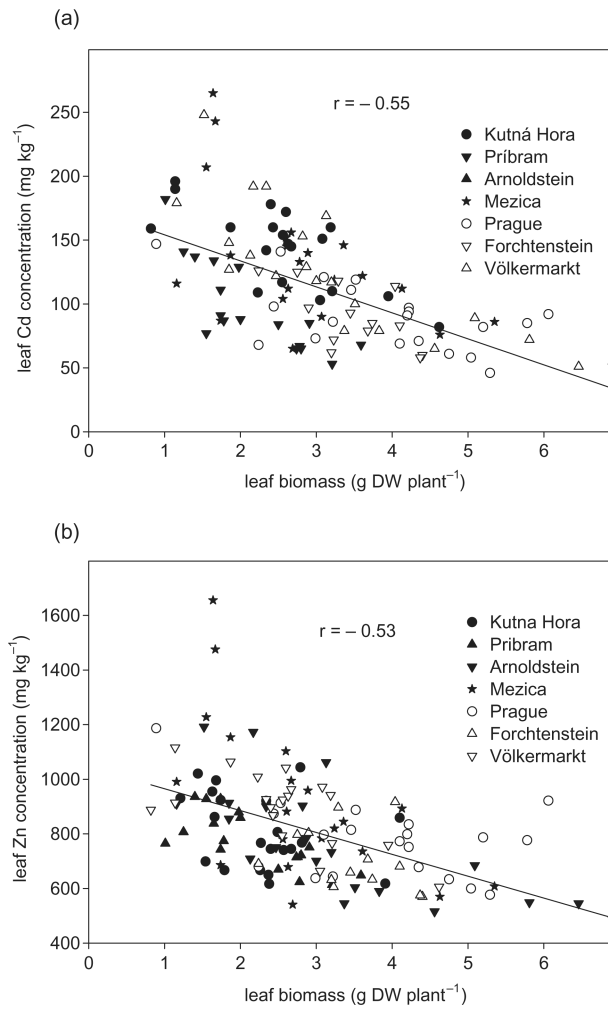 (a)
250
200
150
100
50
0
leaf Cd concentration (mg kg⁻¹)
r = – 0.55
Kutná Hora
Príbram
Arnoldstein
Mezica
Prague
Forchtenstein
Völkermarkt
0 1 2 3 4 5 6
leaf biomass (g DW plant⁻¹)
(b)
1600
1400
1200
1000
800
600
400
leaf Zn concentration (mg kg⁻¹)
r = – 0.53
Kutna Hora
Pribram
Arnoldstein
Mezica
Prague
Forchtenstein
Völkermarkt
0 1 2 3 4 5 6
leaf biomass (g DW plant⁻¹)